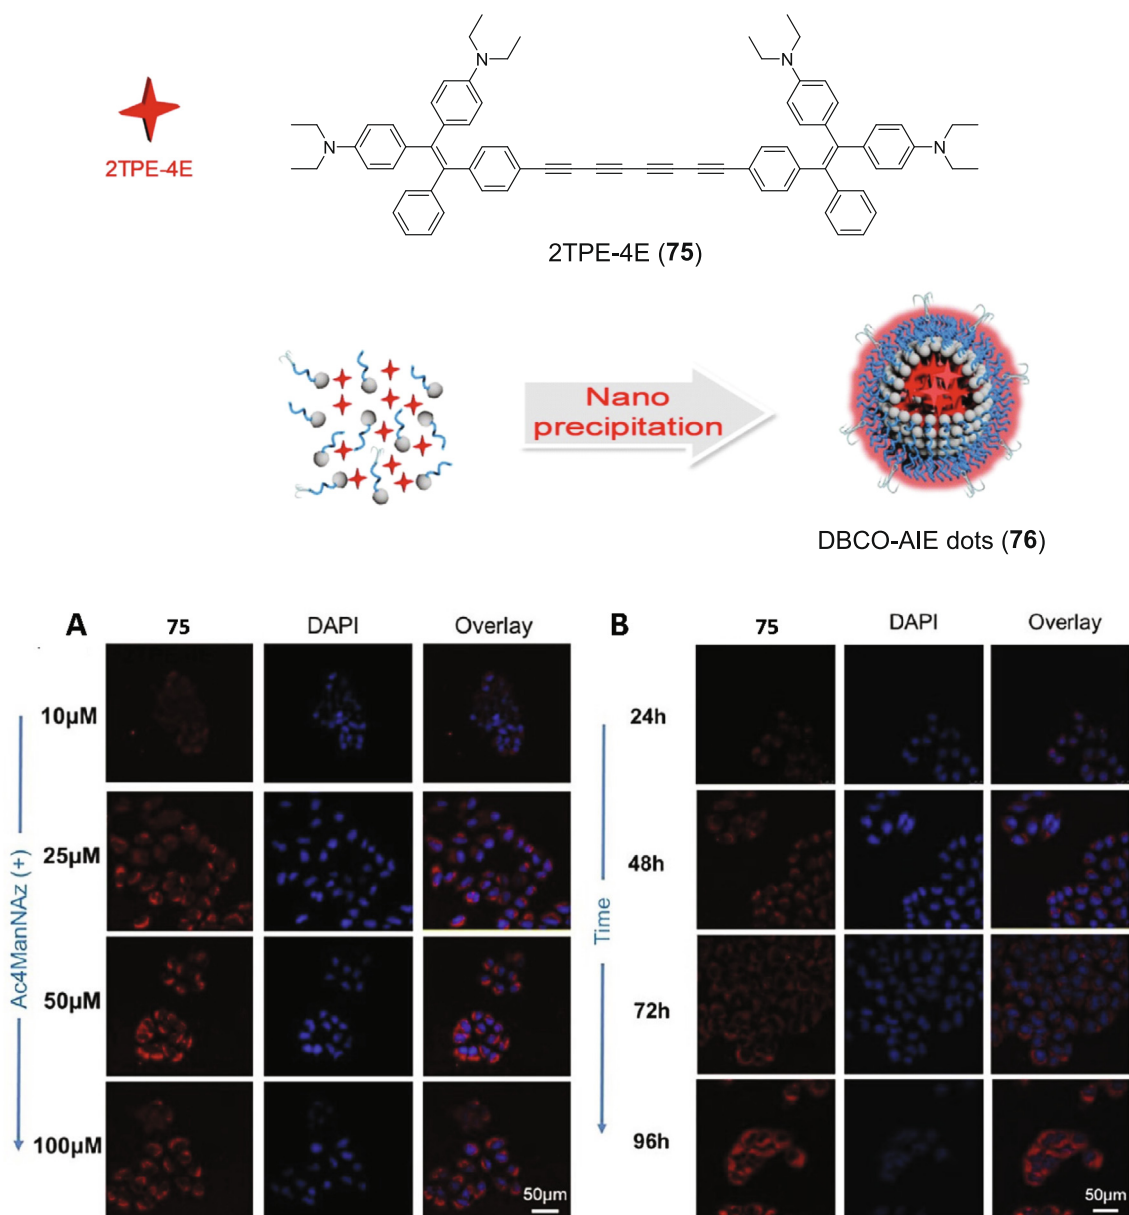 N
N
N
N
2TPE-4E
2TPE-4E (75)
Nano
precipitation
DBCO-AIE dots (76)
A
75
DAPI
Overlay
B
75
DAPI
Overlay
Ac4ManNAz (+)
10µM
25µM
50µM
100µM
50µm
Time
24h
48h
72h
96h
50µm